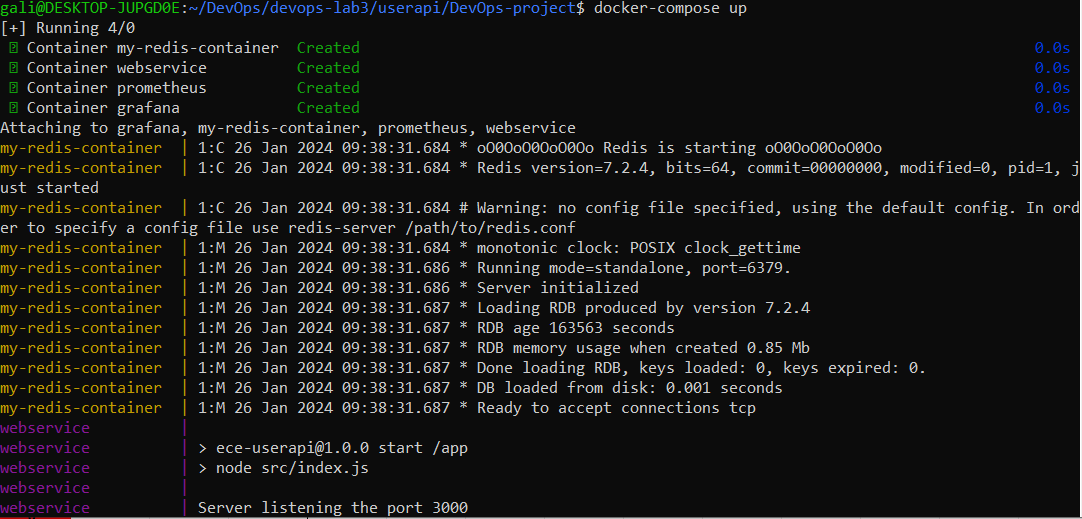 gali@DESKTOP-JUPGD0E:~/DevOps/devops-lab3/userapi/DevOps-project$ docker-compose up
[+] Running 4/0
Container my-redis-container Created 0.0s
Container webservice Created 0.0s
Container prometheus Created 0.0s
Container grafana Created 0.0s
Attaching to grafana, my-redis-container, prometheus, webservice
my-redis-container | 1:C 26 Jan 2024 09:38:31.684 * oO0OoO0OoO0Oo Redis is starting oO0OoO0OoO0Oo
my-redis-container | 1:C 26 Jan 2024 09:38:31.684 * Redis version=7.2.4, bits=64, commit=00000000, modified=0, pid=1, j
ust started
my-redis-container | 1:C 26 Jan 2024 09:38:31.684 # Warning: no config file specified, using the default config. In ord
er to specify a config file use redis-server /path/to/redis.conf
my-redis-container | 1:M 26 Jan 2024 09:38:31.684 * monotonic clock: POSIX clock_gettime
my-redis-container | 1:M 26 Jan 2024 09:38:31.686 * Running mode=standalone, port=6379.
my-redis-container | 1:M 26 Jan 2024 09:38:31.686 * Server initialized
my-redis-container | 1:M 26 Jan 2024 09:38:31.687 * Loading RDB produced by version 7.2.4
my-redis-container | 1:M 26 Jan 2024 09:38:31.687 * RDB age 163563 seconds
my-redis-container | 1:M 26 Jan 2024 09:38:31.687 * RDB memory usage when created 0.85 Mb
my-redis-container | 1:M 26 Jan 2024 09:38:31.687 * Done loading RDB, keys loaded: 0, keys expired: 0.
my-redis-container | 1:M 26 Jan 2024 09:38:31.687 * DB loaded from disk: 0.001 seconds
my-redis-container | 1:M 26 Jan 2024 09:38:31.687 * Ready to accept connections tcp
webservice |
webservice | > ece-userapi@1.0.0 start /app
webservice | > node src/index.js
webservice |
webservice | Server listening the port 3000